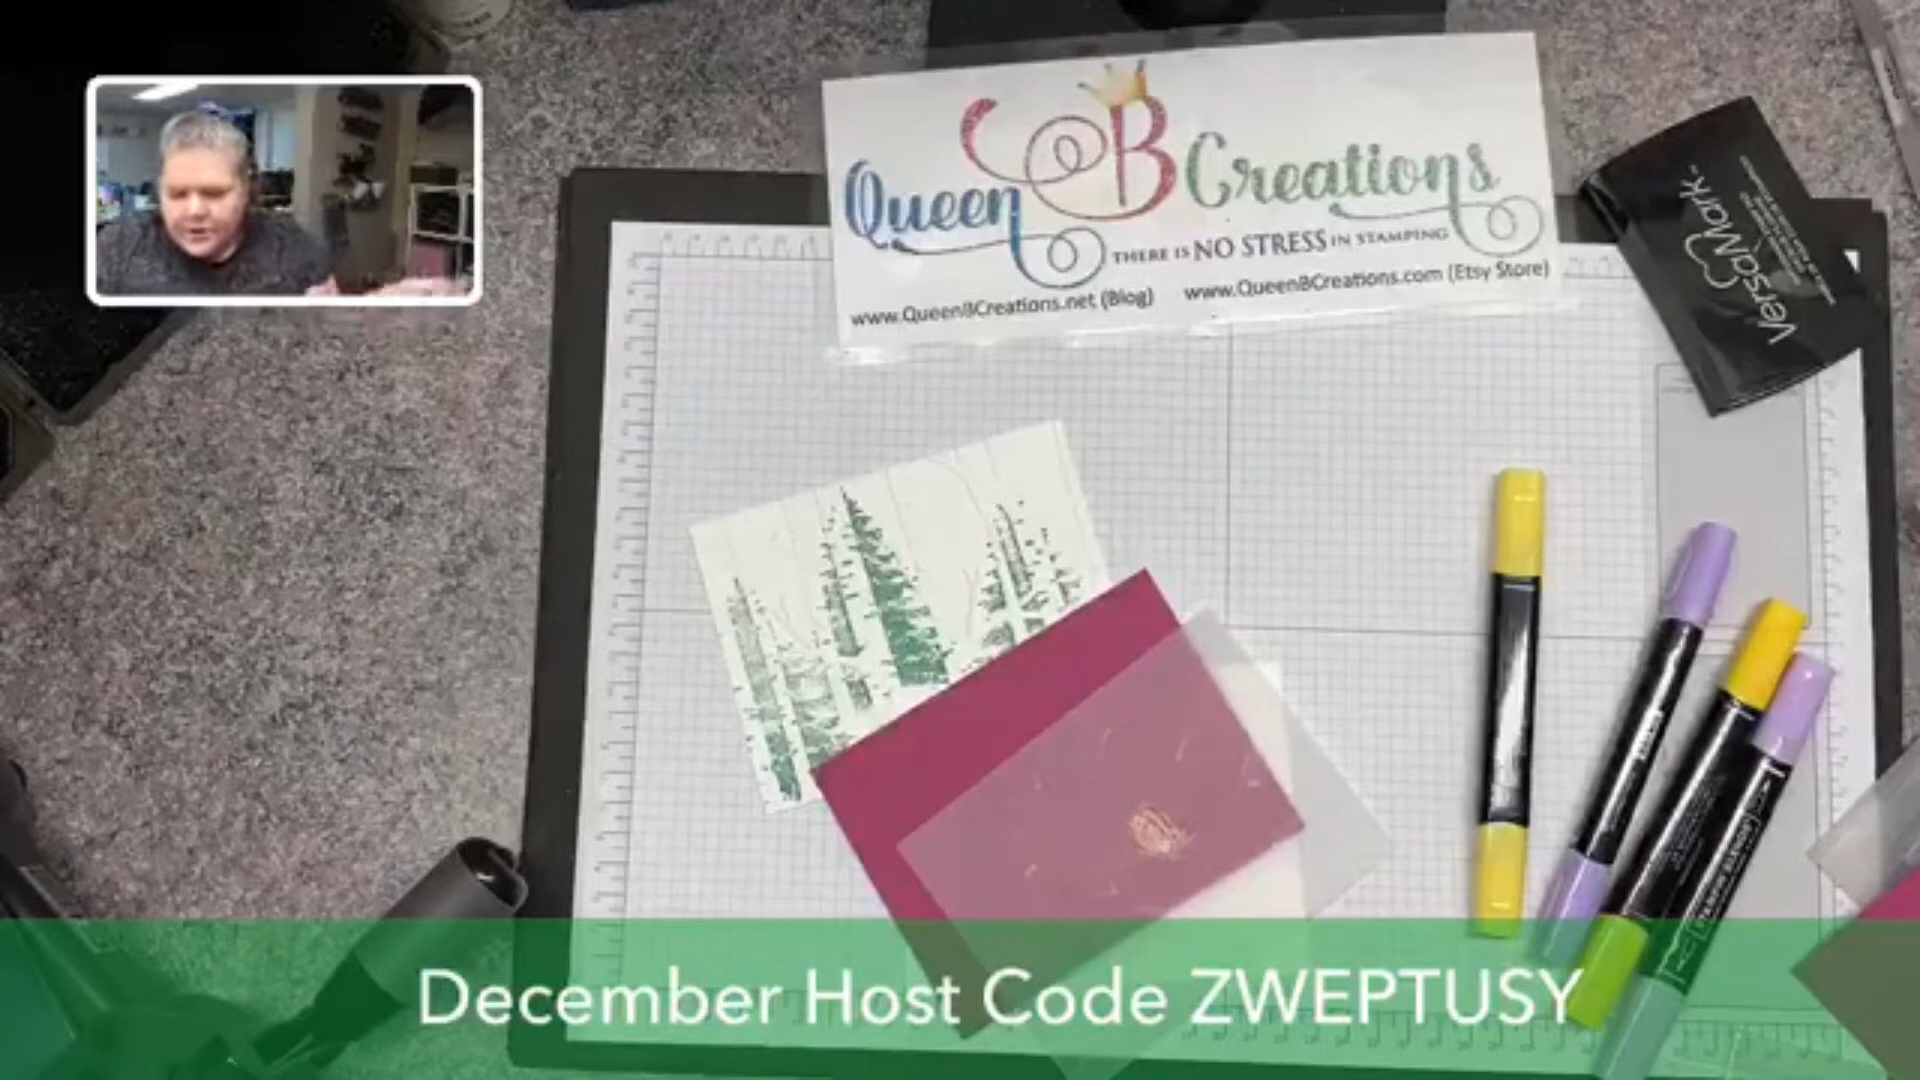 Queen B Creations
THERE IS NO STRESS IN STAMPING
www.QueenBCreations.net (Blog) www.QueenBCreations.com (Etsy Store)
VersaMark
December Host Code ZWEPTUSY